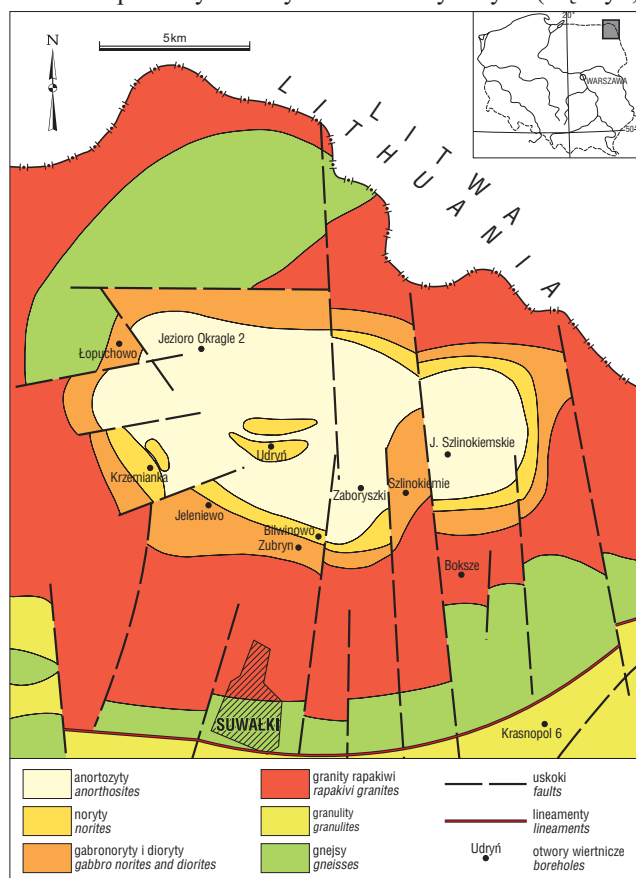 N
5km
20°
WARSZAWA
50°
LITWA
LITHUANIA
Łopuchowo
Jezioro Okrągłe 2
Udryń
J. Szlinokiemskie
Krzemianka
Zaboryszki
Szlinokiemie
Jeleniewo
Bilwinowo
Zubryn
Boksze
SUWAŁKI
Krasnopol 6
anortozyty
anorthosites
noryty
norites
gabronoryty i dioryty
gabbro norites and diorites
granity rapakiwi
rapakivi granites
granulity
granulites
gnejsy
gneisses
uskoki
faults
lineamenty
lineaments
Udryń
otwory wiertnicze
boreholes